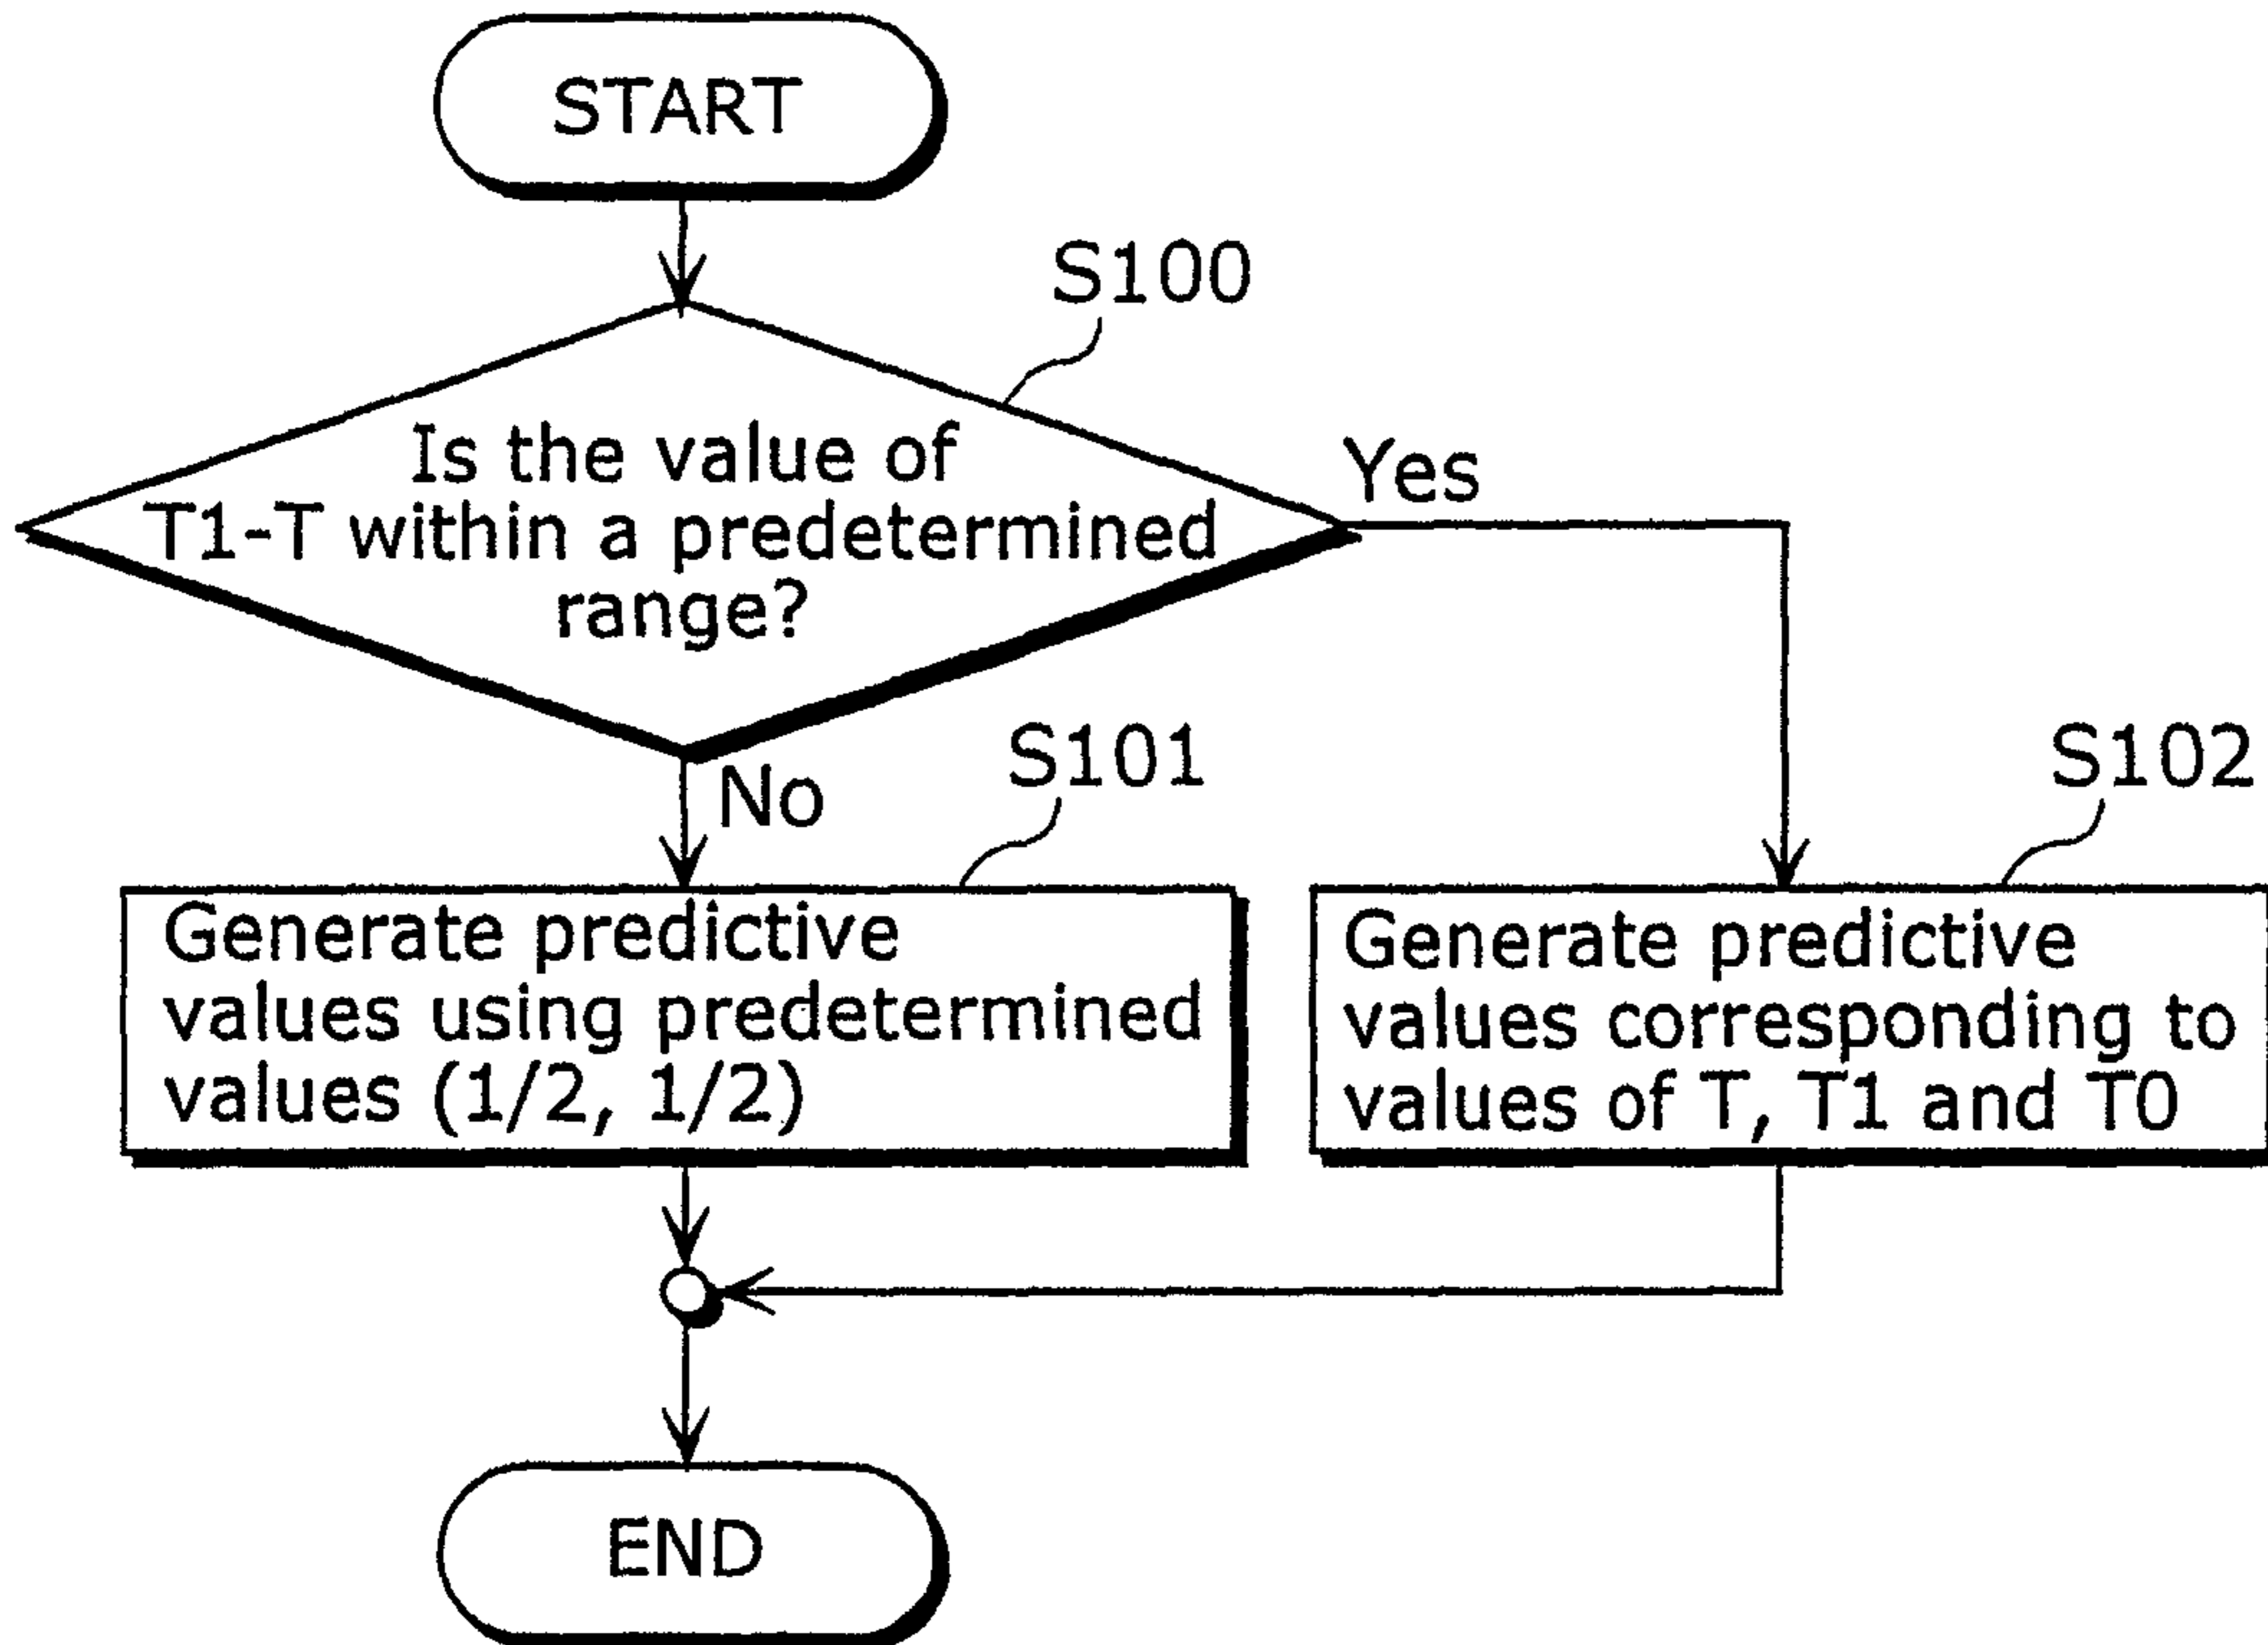 START
S100
Is the value of
T1-T within a predetermined
range?
Yes
No
S101
S102
Generate predictive
values using predetermined
values (1/2, 1/2)
Generate predictive
values corresponding to
values of T, T1 and T0
END